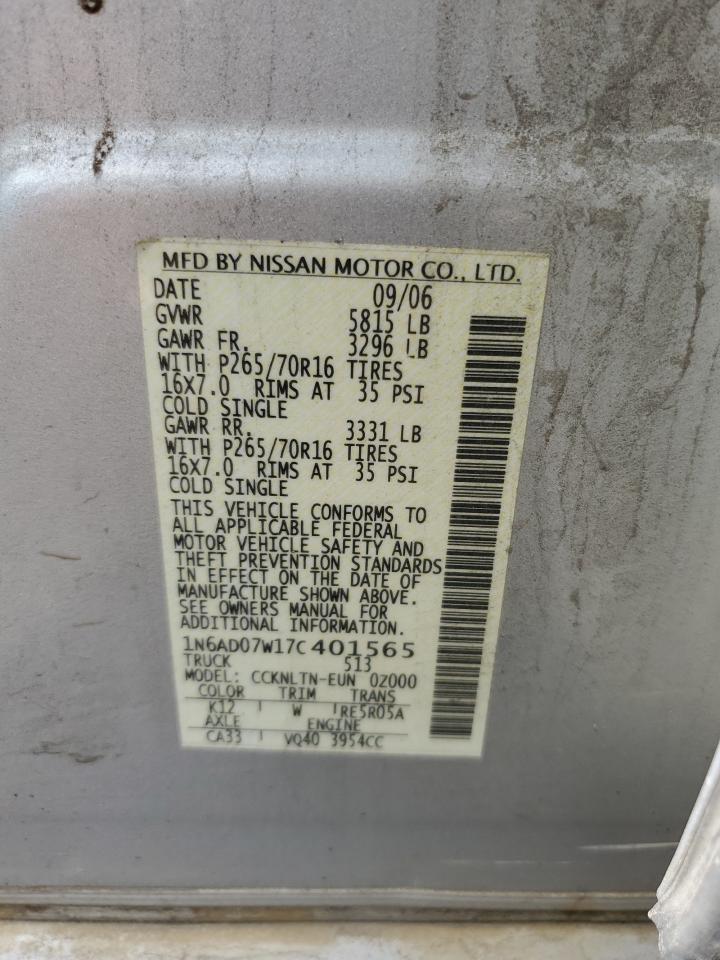 MFD BY NISSAN MOTOR CO., LTD.
DATE 09/06
GVWR 5815 LB
GAWR FR. 3296 LB
WITH P265/70R16 TIRES
16X7.0 RIMS AT 35 PSI
COLD SINGLE
GAWR RR. 3331 LB
WITH P265/70R16 TIRES
16X7.0 RIMS AT 35 PSI
COLD SINGLE
THIS VEHICLE CONFORMS TO
ALL APPLICABLE FEDERAL
MOTOR VEHICLE SAFETY AND
THEFT PREVENTION STANDARDS
IN EFFECT ON THE DATE OF
MANUFACTURE SHOWN ABOVE.
SEE OWNERS MANUAL FOR
ADDITIONAL INFORMATION.
1N6AD07W17C401565
TRUCK 513
MODEL: CCKNLTN-EUN 0Z000
COLOR TRIM TRANS
K12 W RE5R05A
AXLE ENGINE
CA33 VQ40 3954CC